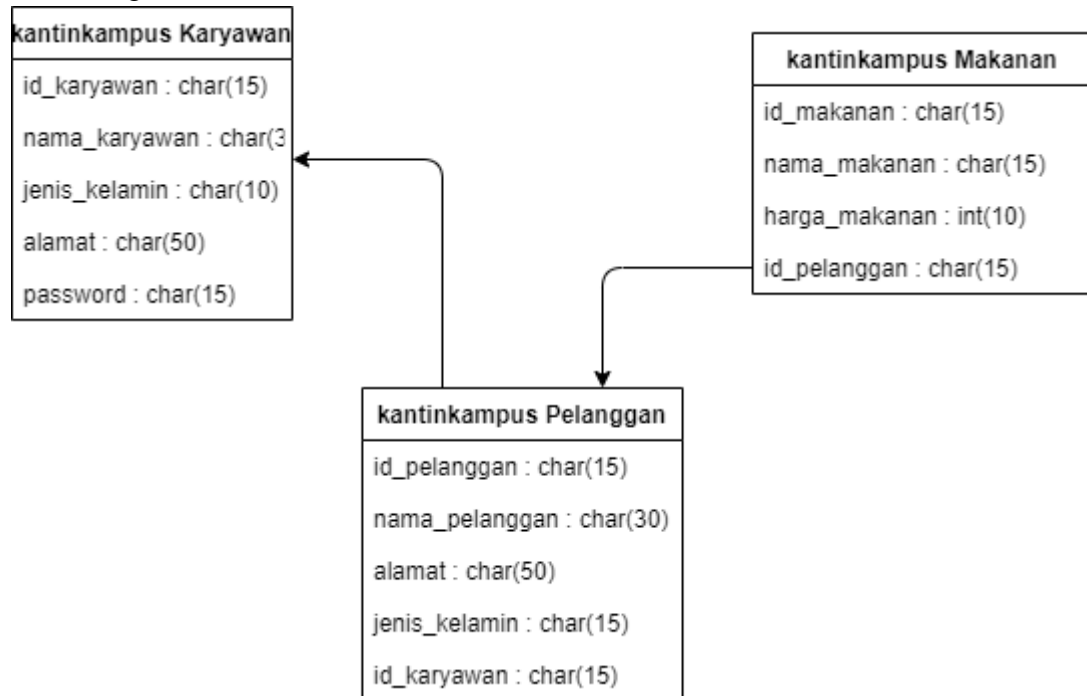 kantinkampus Karyawan
id_karyawan : char(15)
nama_karyawan : char(3
jenis_kelamin : char(10)
alamat : char(50)
password : char(15)
kantinkampus Makanan
id_makanan : char(15)
nama_makanan : char(15)
harga_makanan : int(10)
id_pelanggan : char(15)
kantinkampus Pelanggan
id_pelanggan : char(15)
nama_pelanggan : char(30)
alamat : char(50)
jenis_kelamin : char(15)
id_karyawan : char(15)